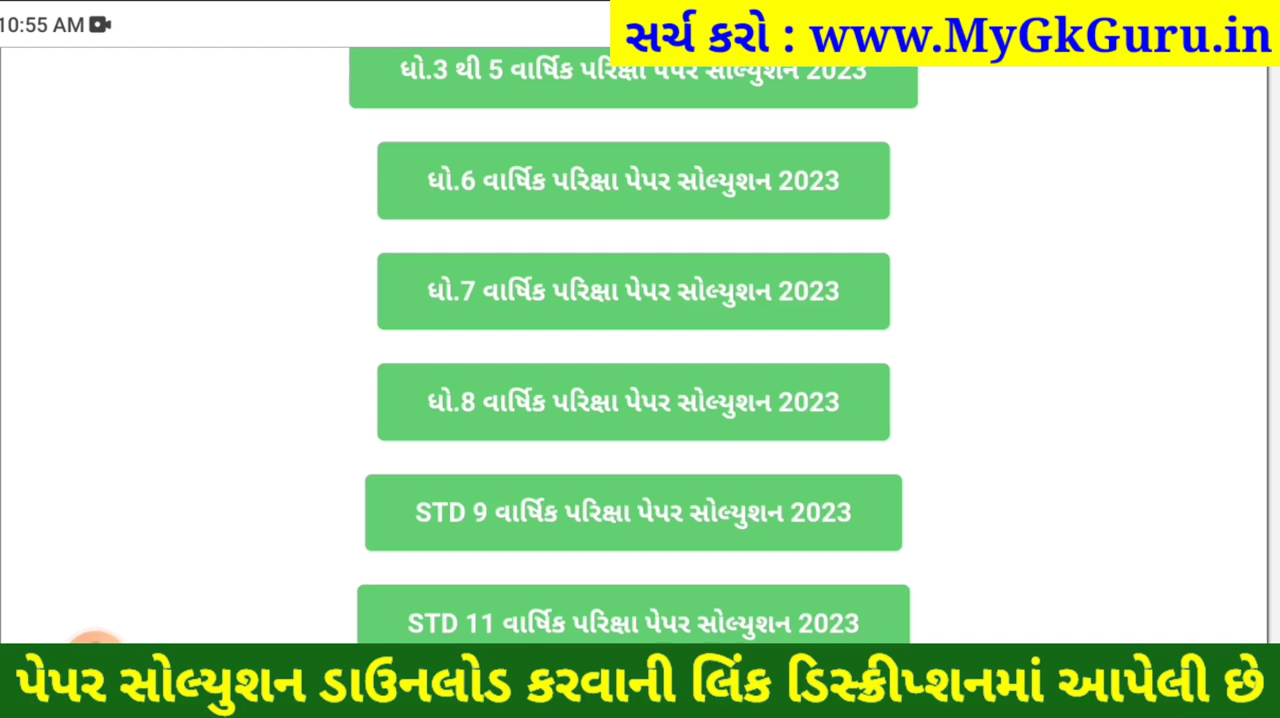 10:55 AM
સર્ચ કરો : www.MyGkGuru.in
ધો.3 થી 5 વાર્ષિક પરિક્ષા પેપર સોલ્યુશન 2023
ધો.6 વાર્ષિક પરિક્ષા પેપર સોલ્યુશન 2023
ધો.7 વાર્ષિક પરિક્ષા પેપર સોલ્યુશન 2023
ધો.8 વાર્ષિક પરિક્ષા પેપર સોલ્યુશન 2023
STD 9 વાર્ષિક પરિક્ષા પેપર સોલ્યુશન 2023
STD 11 વાર્ષિક પરિક્ષા પેપર સોલ્યુશન 2023
પેપર સોલ્યુશન ડાઉનલોડ કરવાની લિંક ડિસ્ક્રીપ્શનમાં આપેલી છે